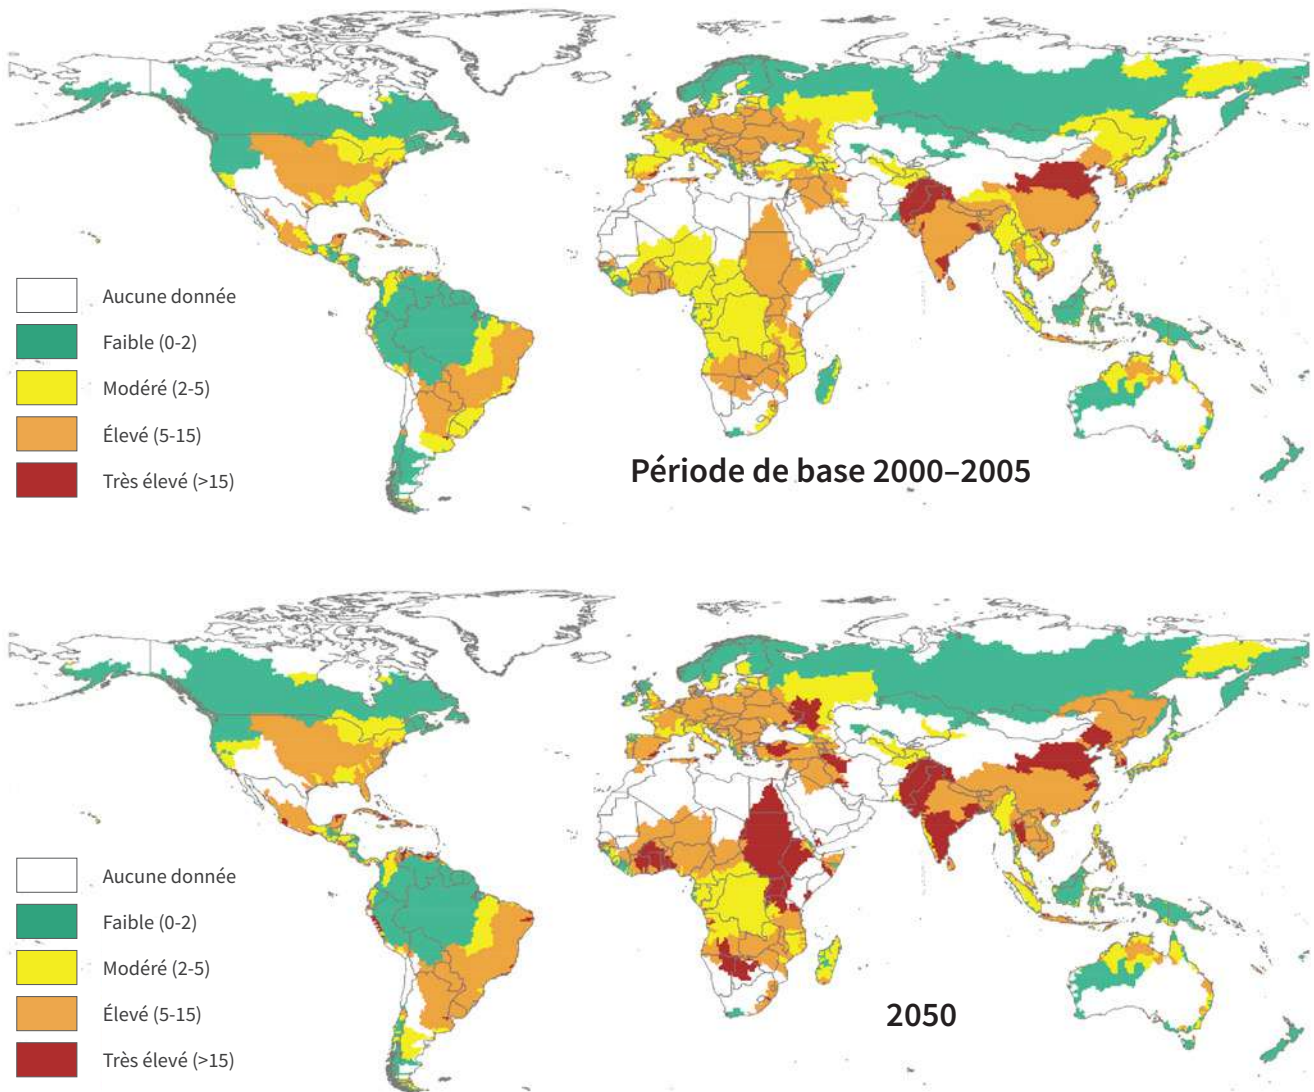 Aucune donnée
Faible (0-2)
Modéré (2-5)
Élevé (5-15)
Très élevé (>15)
Période de base 2000–2005
Aucune donnée
Faible (0-2)
Modéré (2-5)
Élevé (5-15)
Très élevé (>15)
2050